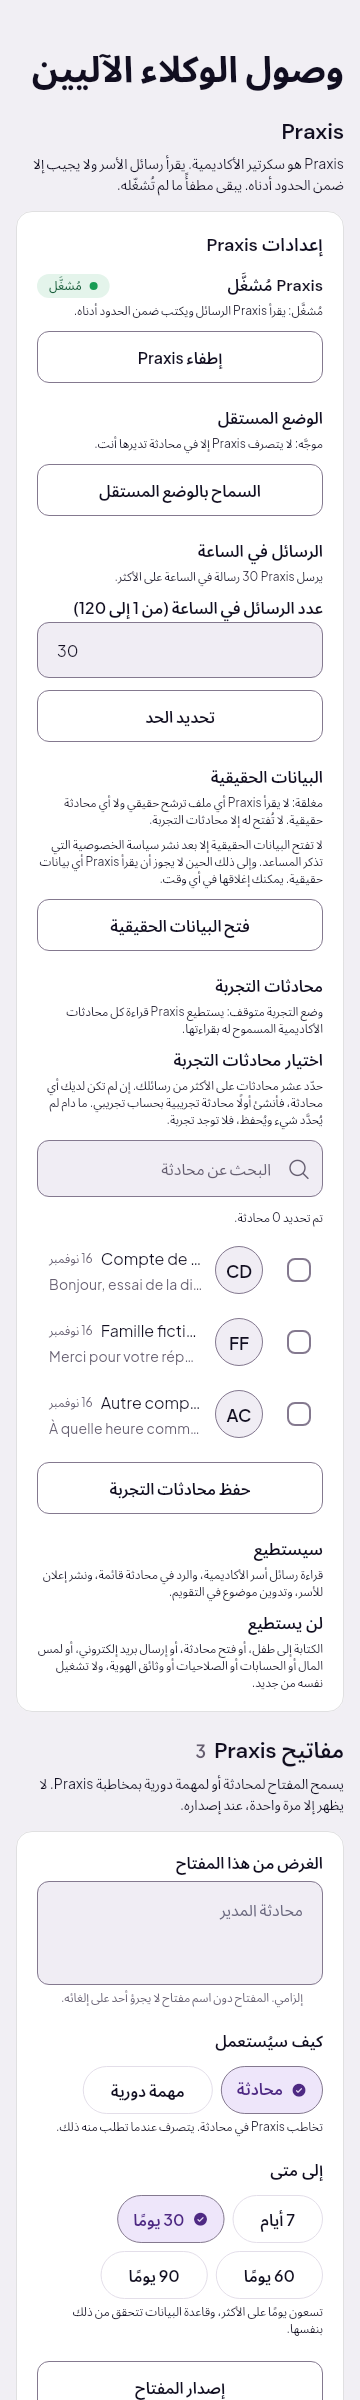 وصول الوكلاء الآليين
Praxis
Praxis هو سكرتير الأكاديمية. يقرأ رسائل الأسر ولا يجيب إلا
ضمن الحدود أدناه. يبقى مطفأً ما لم تُشغّله.
إعدادات Praxis
Praxis مُشغَّل
مُشغَّل
مُشغَّل: يقرأ Praxis الرسائل ويكتب ضمن الحدود أدناه.
إطفاء Praxis
الوضع المستقل
موجّه: لا يتصرف Praxis إلا في محادثة تديرها أنت.
السماح بالوضع المستقل
الرسائل في الساعة
يرسل Praxis 30 رسالة في الساعة على الأكثر.
عدد الرسائل في الساعة (من 1 إلى 120)
30
تحديد الحد
البيانات الحقيقية
مغلقة: لا يقرأ Praxis أي ملف ترشح حقيقي ولا أي محادثة
حقيقية. لا تُفتح له إلا محادثات التجربة.
لا تفتح البيانات الحقيقية إلا بعد نشر سياسة الخصوصية التي
تذكر المساعد. وإلى ذلك الحين لا يجوز أن يقرأ Praxis أي بيانات
حقيقية. يمكنك إغلاقها في أي وقت.
فتح البيانات الحقيقية
محادثات التجربة
وضع التجربة متوقف: يستطيع Praxis قراءة كل محادثات
الأكاديمية المسموح له بقراءتها.
اختيار محادثات التجربة
حدّد عشر محادثات على الأكثر من رسائلك. إن لم تكن لديك أي
محادثة، فأنشئ أولًا محادثة تجريبية بحساب تجريبي. ما دام لم
يُحدَّد شيء ويُحفظ، فلا توجد تجربة.
البحث عن محادثة
تم تحديد 0 محادثة.
CD
Compte de ...
16 نوفمبر
Bonjour, essai de la di...
FF
Famille ficti...
16 نوفمبر
Merci pour votre rép...
AC
Autre comp...
16 نوفمبر
À quelle heure comm...
حفظ محادثات التجربة
سيستطيع
قراءة رسائل أسر الأكاديمية، والرد في محادثة قائمة، ونشر إعلان
للأسر، وتدوين موضوع في التقويم.
لن يستطيع
الكتابة إلى طفل، أو فتح محادثة، أو إرسال بريد إلكتروني، أو لمس
المال أو الحسابات أو الصلاحيات أو وثائق الهوية، ولا تشغيل
نفسه من جديد.
مفاتيح Praxis 3
يسمح المفتاح لمحادثة أو لمهمة دورية بمخاطبة Praxis. لا
يظهر إلا مرة واحدة، عند إصداره.
الغرض من هذا المفتاح
محادثة المدير
إلزامي. المفتاح دون اسم مفتاح لا يجرؤ أحد على إلغائه.
كيف سيُستعمل
محادثة
مهمة دورية
تخاطب Praxis في محادثة. يتصرف عندما تطلب منه ذلك.
إلى متى
7 أيام
30 يومًا
60 يومًا
90 يومًا
تسعون يومًا على الأكثر، وقاعدة البيانات تتحقق من ذلك
بنفسها.
إصدار المفتاح